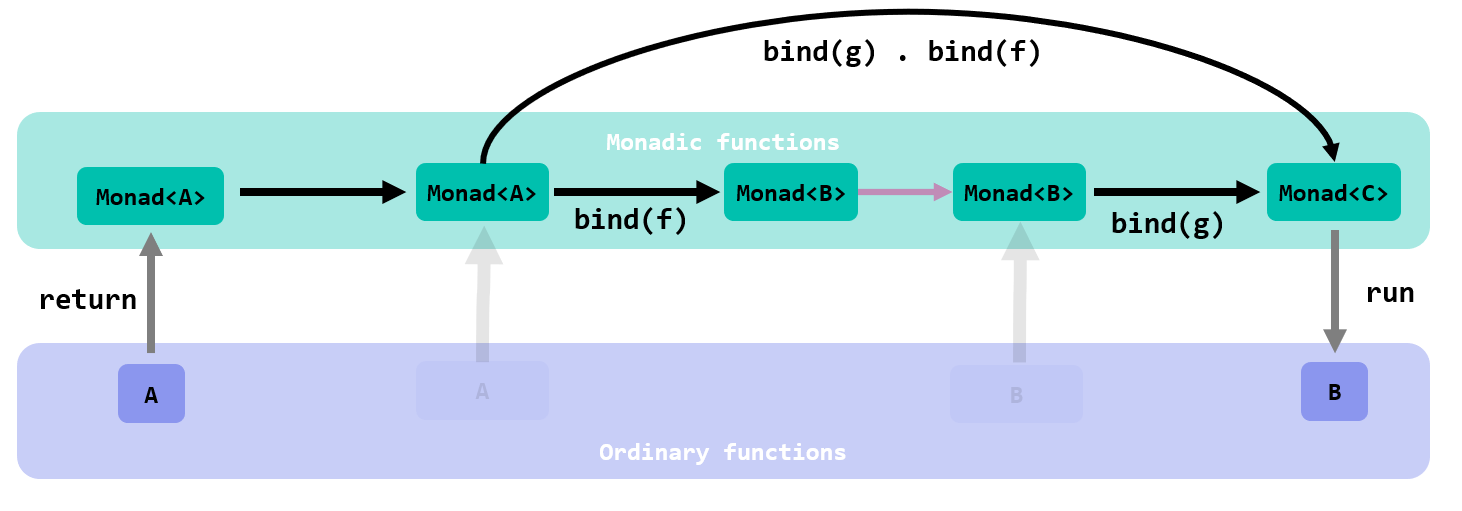 bind(g) . bind(f)
Monadic functions
Monad<A>
Monad<A>
Monad<B>
Monad<B>
Monad<C>
bind(f)
bind(g)
return
run
A
A
B
B
Ordinary functions